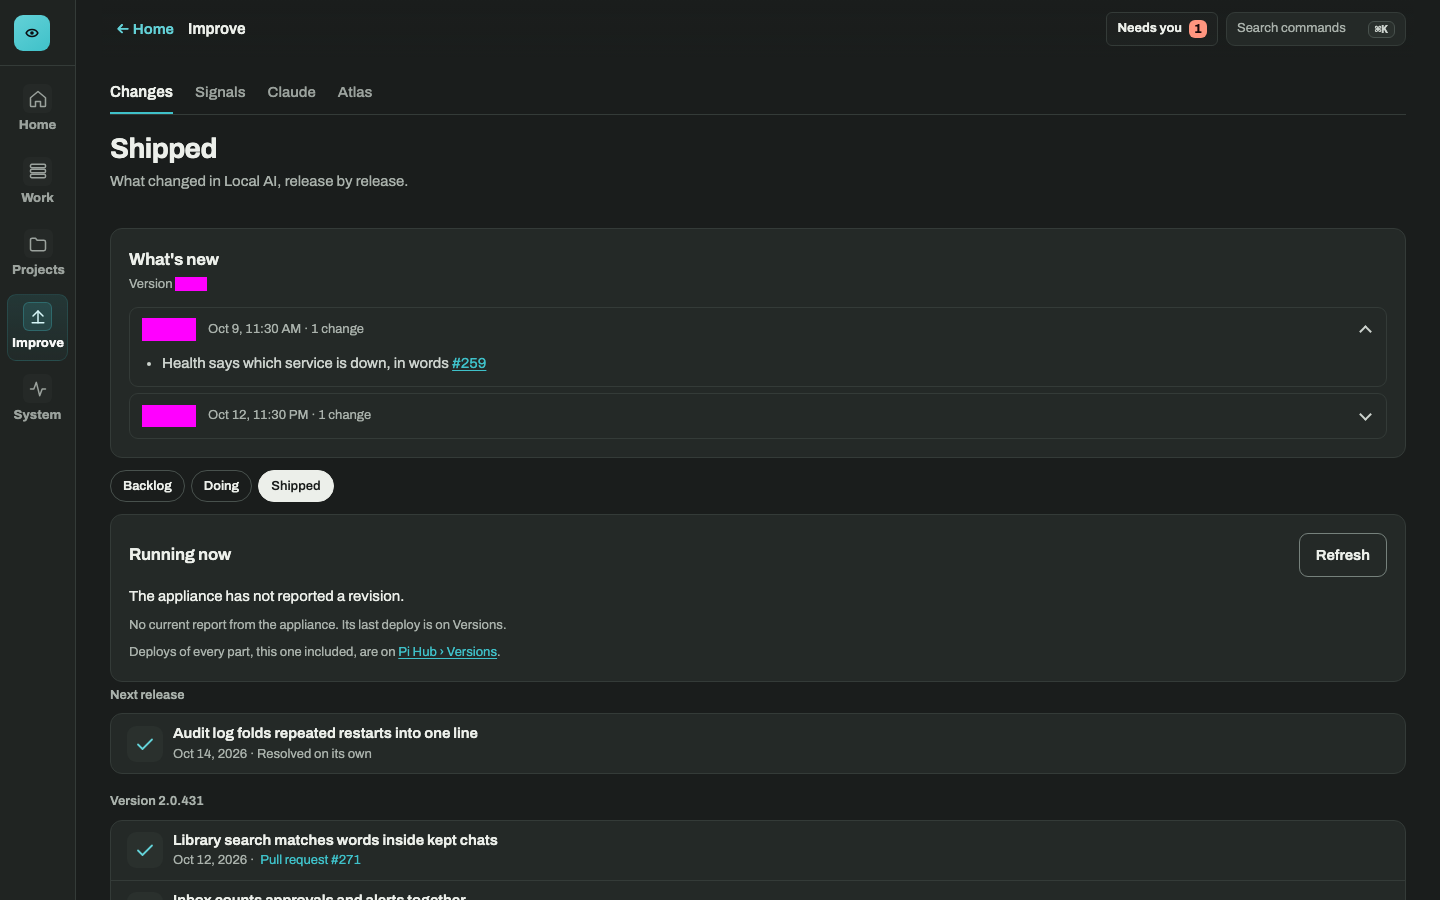 ← Home Improve
Needs you 1
Search commands ⌘K
Home
Work
Projects
Improve
System
Changes Signals Claude Atlas
Shipped
What changed in Local AI, release by release.
What's new
Version
Oct 9, 11:30 AM · 1 change
• Health says which service is down, in words #259
Oct 12, 11:30 PM · 1 change
Backlog Doing Shipped
Running now
Refresh
The appliance has not reported a revision.
No current report from the appliance. Its last deploy is on Versions.
Deploys of every part, this one included, are on Pi Hub › Versions.
Next release
Audit log folds repeated restarts into one line
Oct 14, 2026 · Resolved on its own
Version 2.0.431
Library search matches words inside kept chats
Oct 12, 2026 · Pull request #271
Inbox counts approvals and alerts together